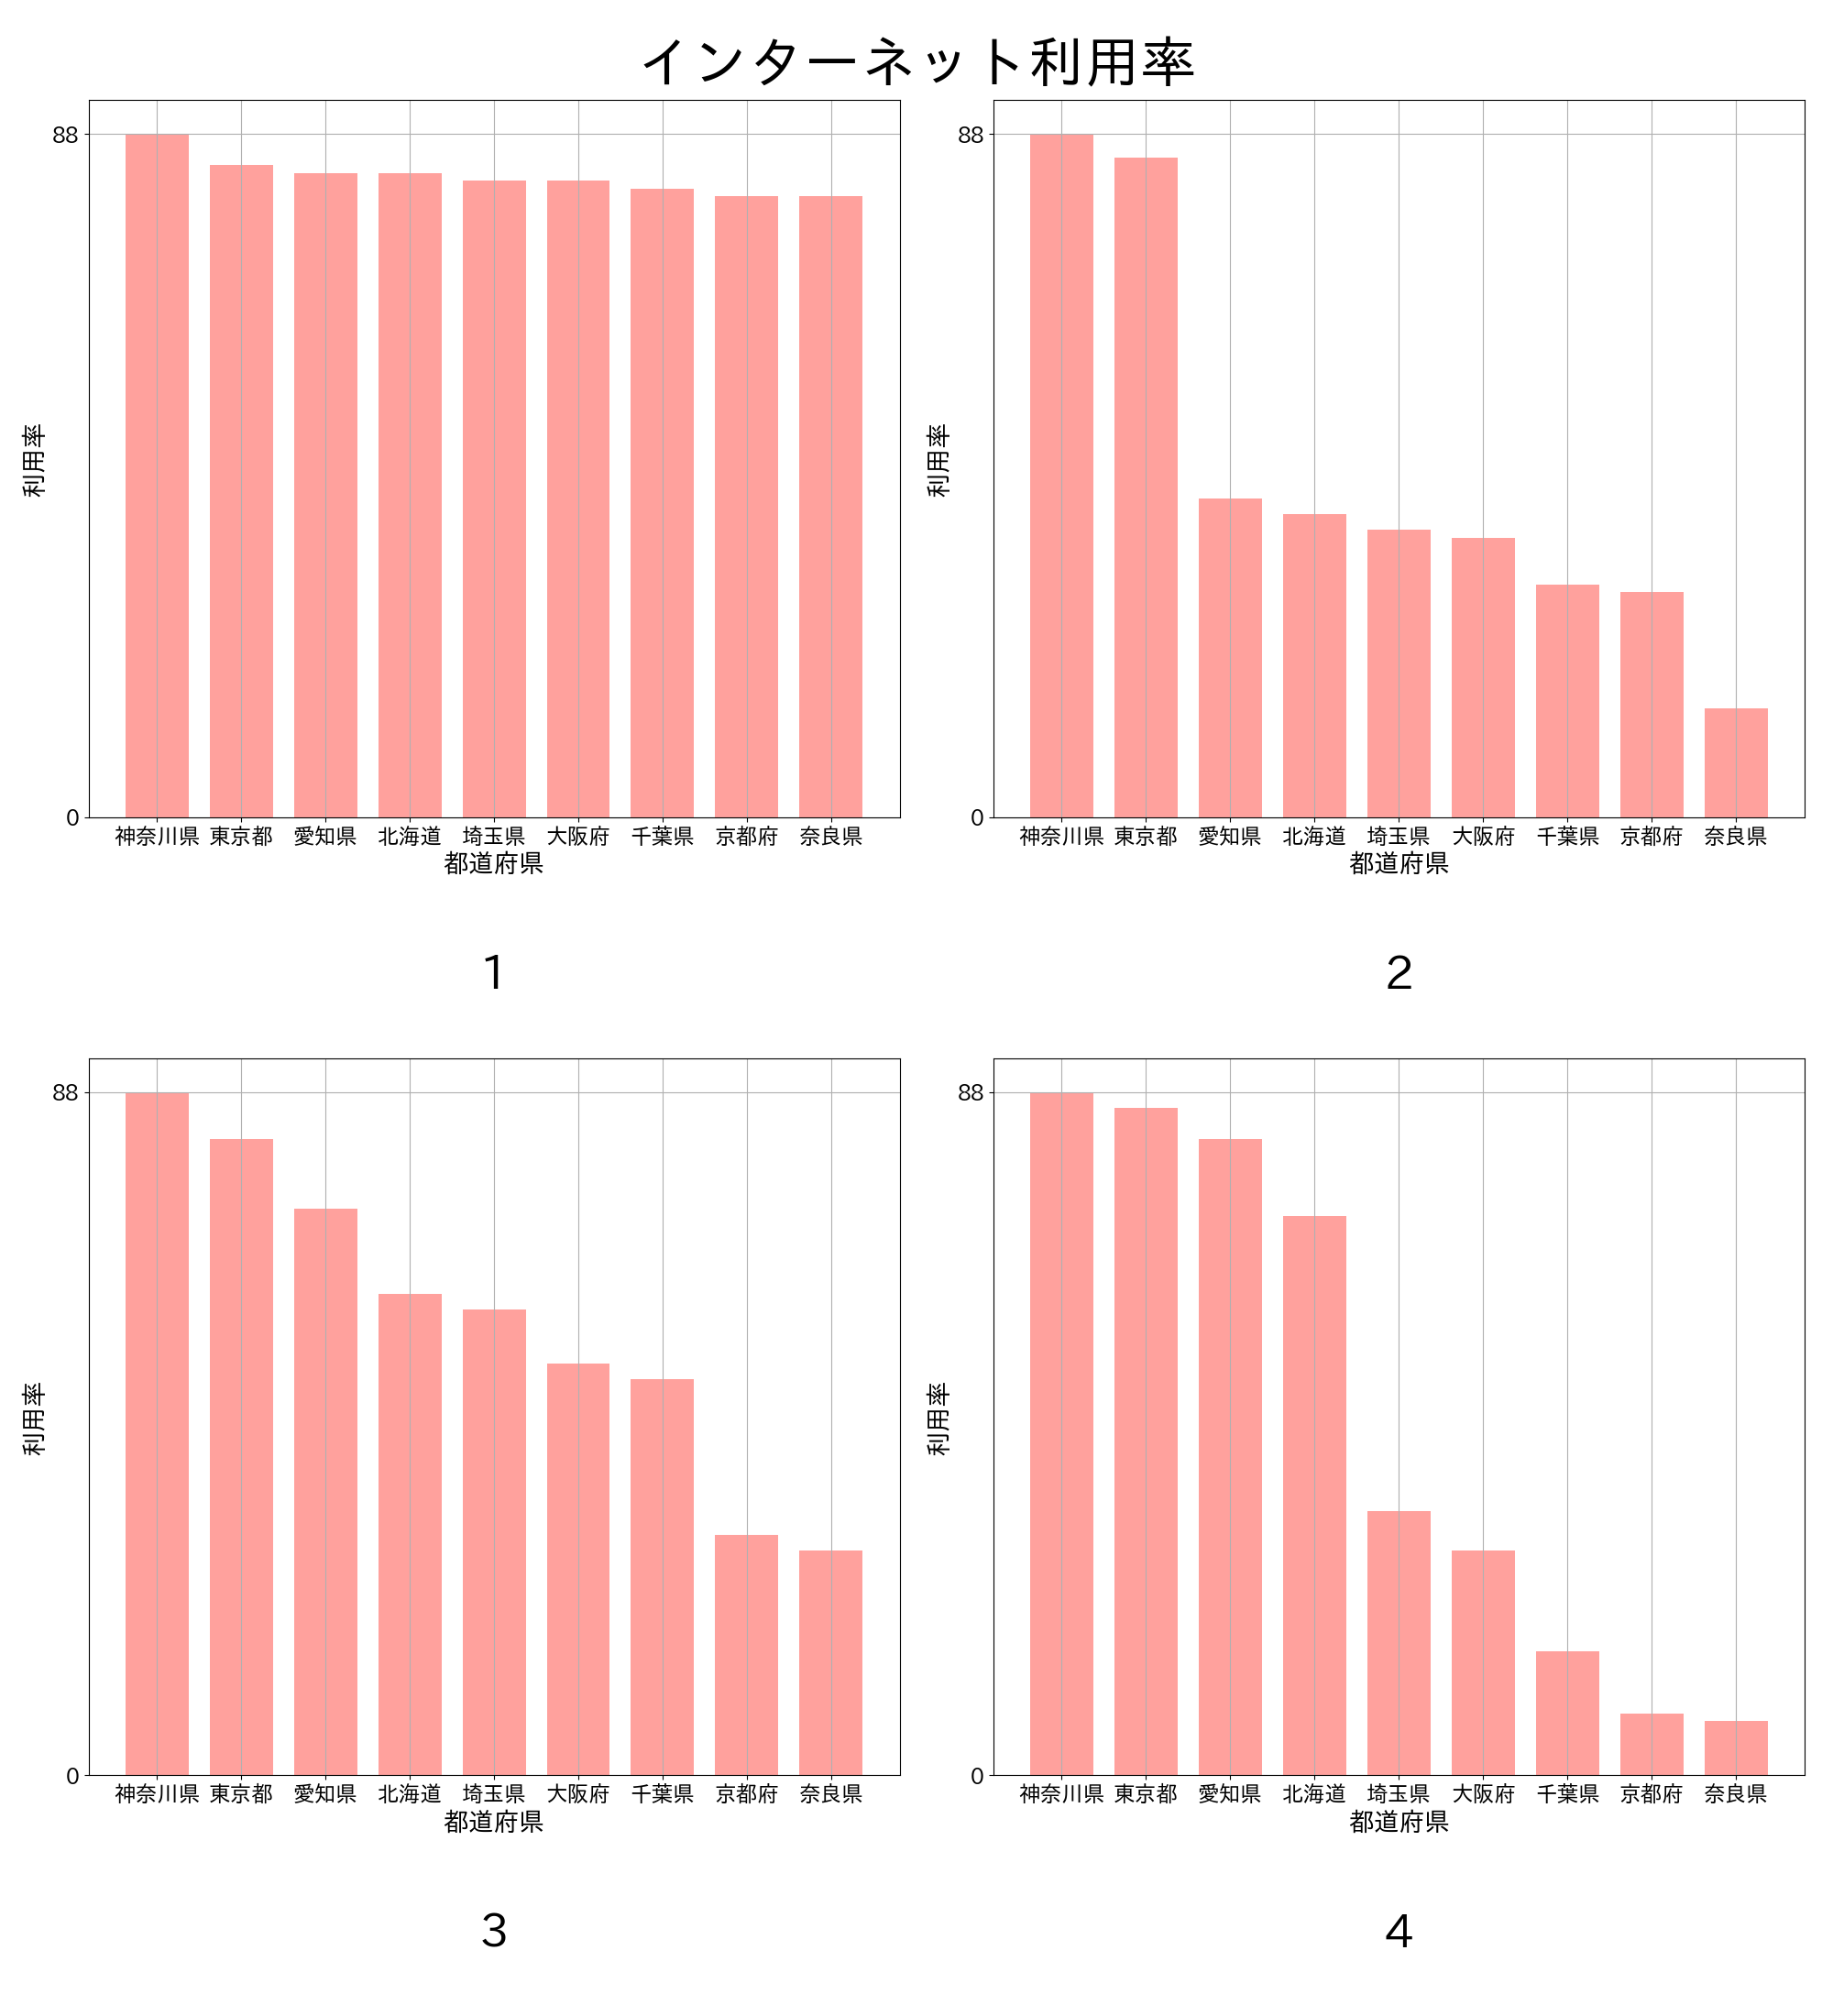 インターネット利用率
88
0
利用率
神奈川県 東京都 愛知県 北海道 埼玉県 大阪府 千葉県 京都府 奈良県
都道府県
1
88
0
利用率
神奈川県 東京都 愛知県 北海道 埼玉県 大阪府 千葉県 京都府 奈良県
都道府県
2
88
0
利用率
神奈川県 東京都 愛知県 北海道 埼玉県 大阪府 千葉県 京都府 奈良県
都道府県
3
88
0
利用率
神奈川県 東京都 愛知県 北海道 埼玉県 大阪府 千葉県 京都府 奈良県
都道府県
4